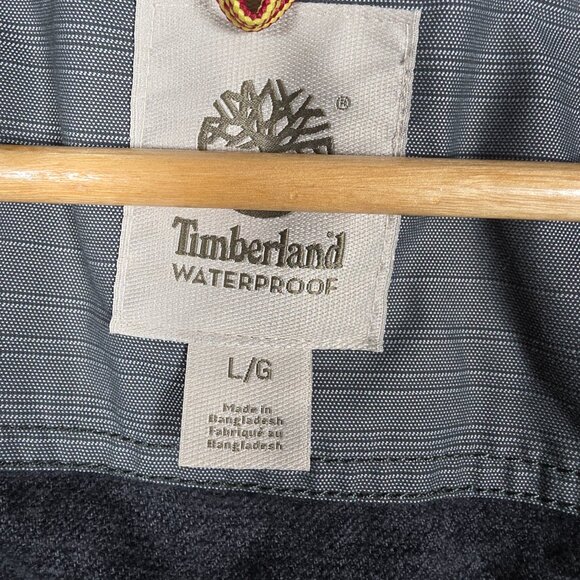 ®
Timberland
WATERPROOF
L/G
Made in
Bangladesh
Fabriqué au
Bangladesh